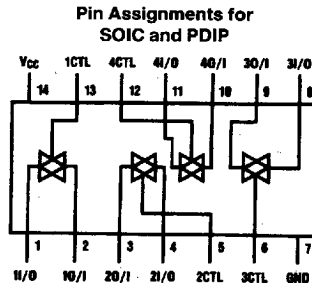 Pin Assignments for
SOIC and PDIP
VCC 1CTL 4CTL 4I/O 4O/I 3O/I 3I/O
14 13 12 11 10 9 8
1 2 3 4 5 6 7
1I/O 1O/I 2O/I 2I/O 2CTL 3CTL GND